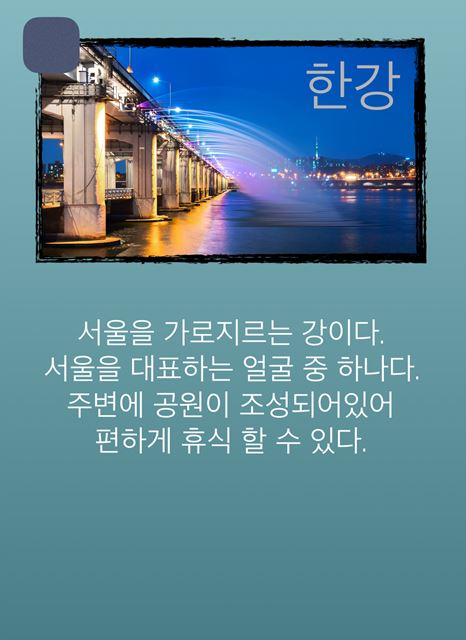 한강
서울을 가로지르는 강이다.
서울을 대표하는 얼굴 중 하나다.
주변에 공원이 조성되어있어
편하게 휴식 할 수 있다.